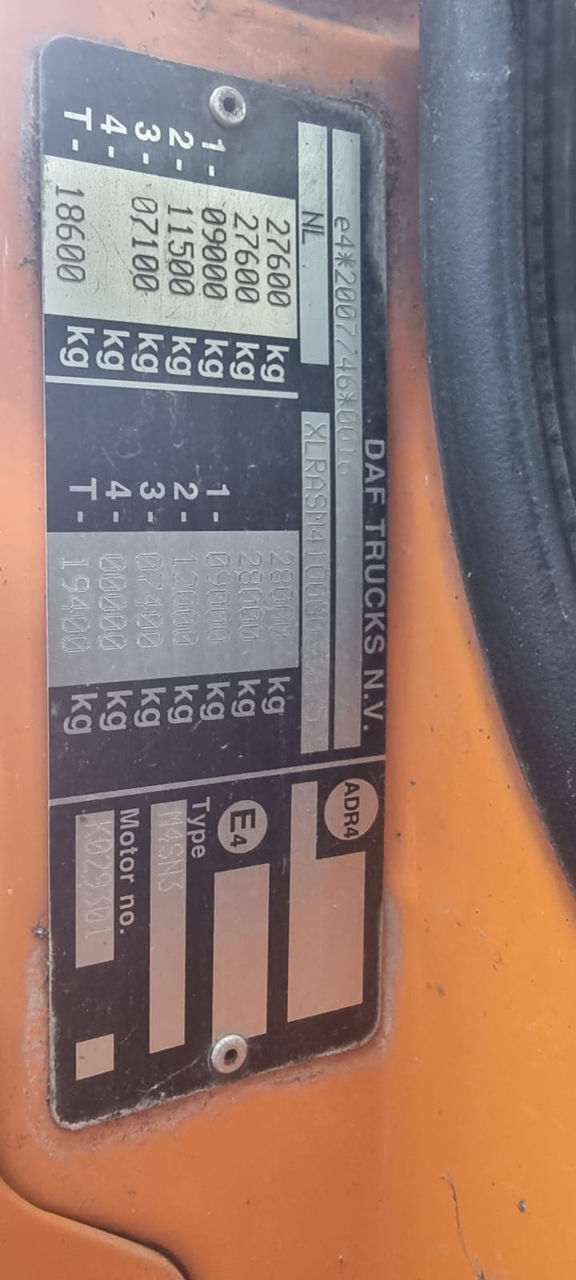 DAF TRUCKS N.V.
e4*2007/46*0016
NL
27600 kg
27600 kg
1- 09000 kg
2- 11500 kg
3- 07100 kg
4- kg
T- 18600 kg
28000 kg
28000 kg
1- 09000 kg
2- 12000 kg
3- 07400 kg
4- 00000 kg
T- 19400 kg
ADR4
E4
Type
M4SN3
Motor no.
K029301